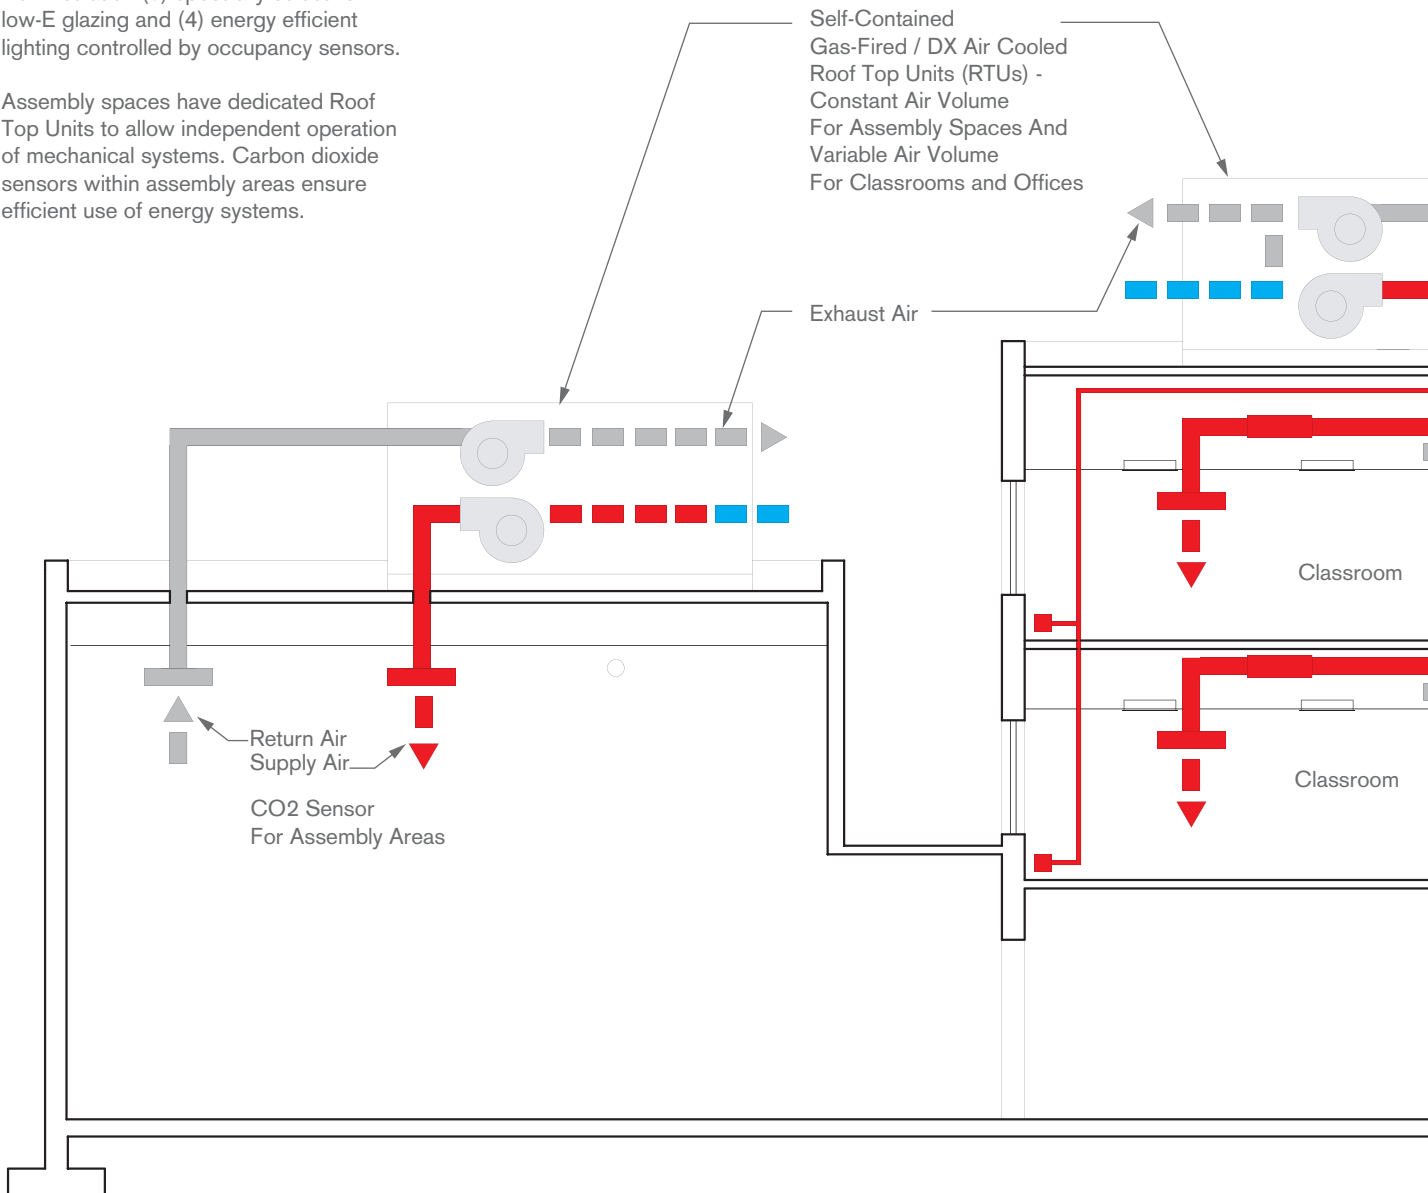 low-E glazing and (4) energy efficient
lighting controlled by occupancy sensors.
Assembly spaces have dedicated Roof
Top Units to allow independent operation
of mechanical systems. Carbon dioxide
sensors within assembly areas ensure
efficient use of energy systems.
Self-Contained
Gas-Fired / DX Air Cooled
Roof Top Units (RTUs) -
Constant Air Volume
For Assembly Spaces And
Variable Air Volume
For Classrooms and Offices
Exhaust Air
Return Air
Supply Air
CO2 Sensor
For Assembly Areas
Classroom
Classroom